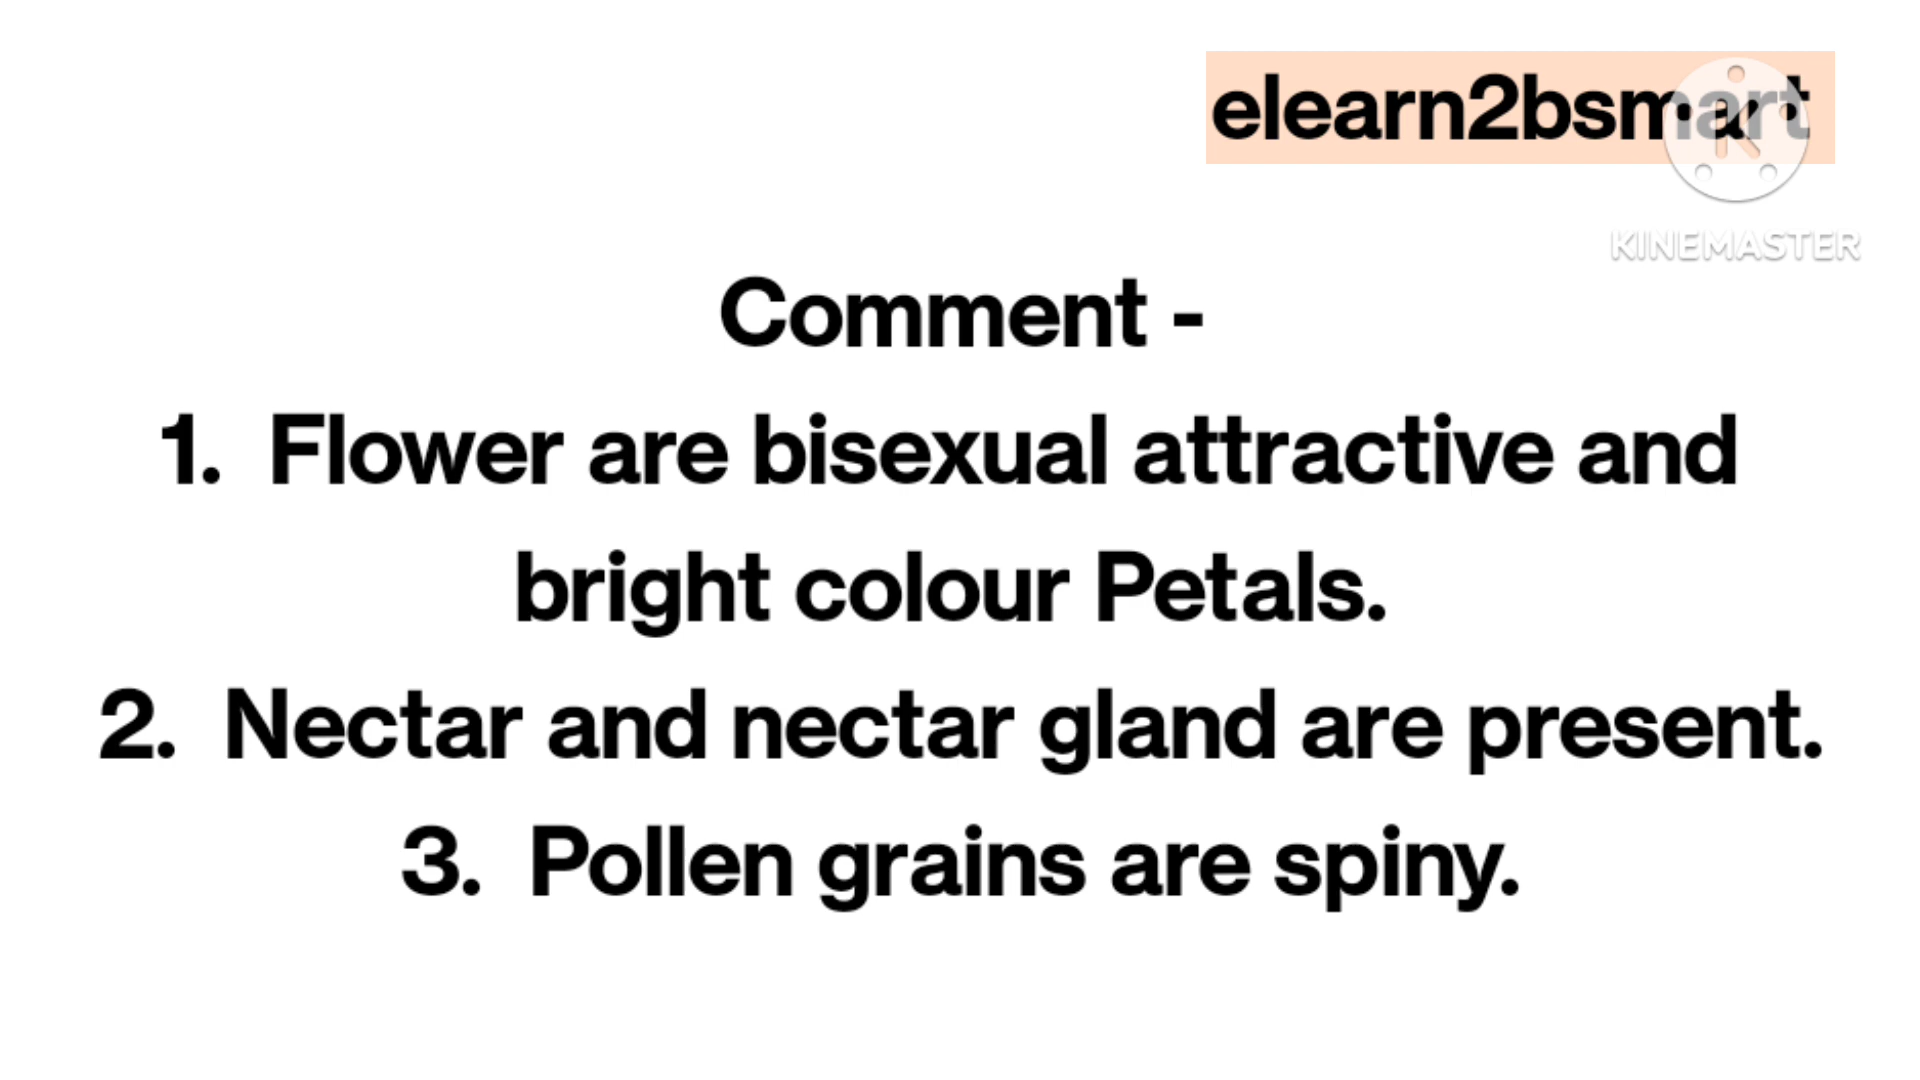 elearn2bsmart
KINEMASTER
Comment -
1. Flower are bisexual attractive and
bright colour Petals.
2. Nectar and nectar gland are present.
3. Pollen grains are spiny.